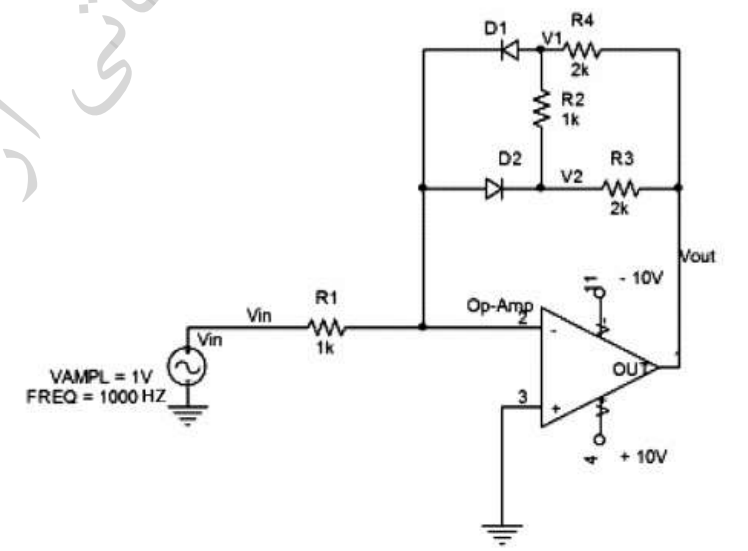 D1
V1
R4
2k
R2
1k
D2
V2
R3
2k
Vout
11
- 10V
Op-Amp
2
-
V-
OUT
R1
1k
Vin
Vin
VAMPL = 1V
FREQ = 1000 HZ
3
+
V+
4
+ 10V